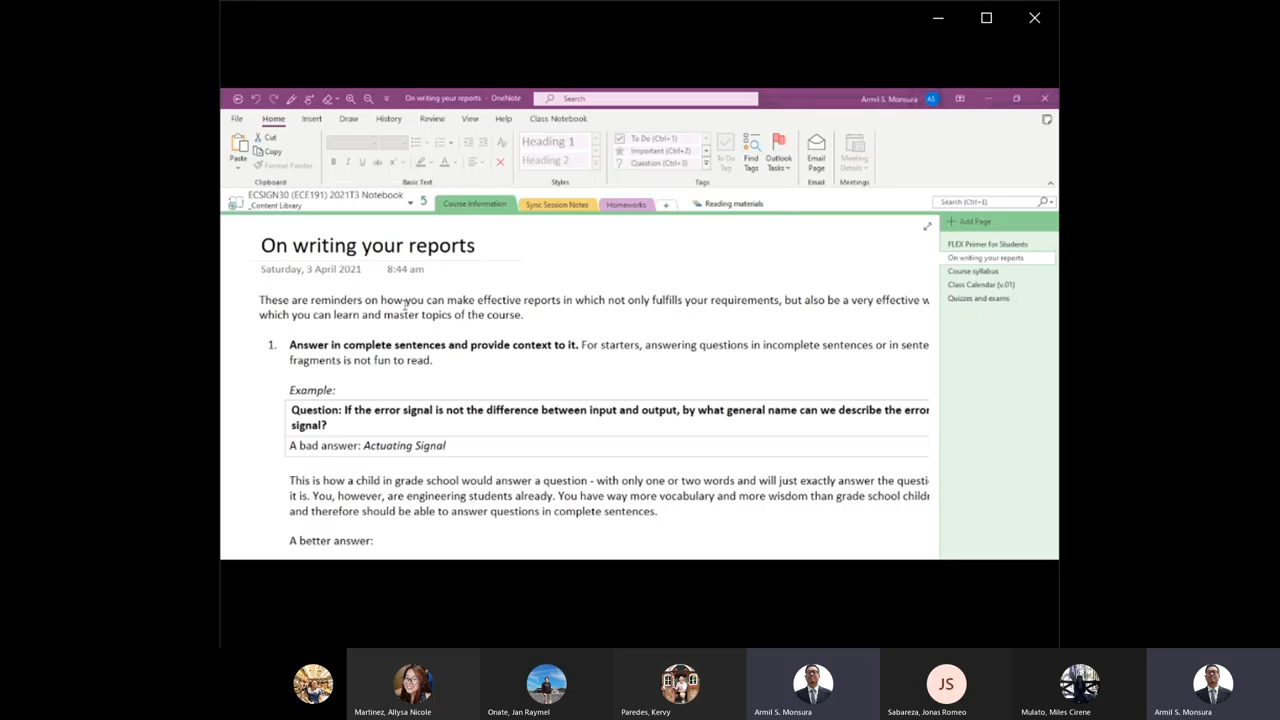 On writing your reports - OneNote
Search
Armil S. Monsura
AS
File
Home
Insert
Draw
History
Review
View
Help
Class Notebook
Paste
Cut
Copy
Format Painter
Clipboard
B I U ab
Basic Text
Heading 1
Heading 2
Styles
To Do (Ctrl+1)
Important (Ctrl+2)
Question (Ctrl+3)
To Do Tag
Find Tags
Outlook Tasks
Tags
Email Page
Email
Meeting Details
Meetings
ECSIGN30 (ECE191) 2021T3 Notebook
_Content Library
Course Information
Sync Session Notes
Homeworks
+
Reading materials
Search (Ctrl+E)
Add Page
FLEX Primer for Students
On writing your reports
Course syllabus
Class Calendar (v.01)
Quizzes and exams
On writing your reports
Saturday, 3 April 2021 8:44 am
These are reminders on how you can make effective reports in which not only fulfills your requirements, but also be a very effective w
which you can learn and master topics of the course.
1. Answer in complete sentences and provide context to it. For starters, answering questions in incomplete sentences or in sente
fragments is not fun to read.
Example:
Question: If the error signal is not the difference between input and output, by what general name can we describe the error
signal?
A bad answer: Actuating Signal
This is how a child in grade school would answer a question - with only one or two words and will just exactly answer the questi
it is. You, however, are engineering students already. You have way more vocabulary and more wisdom than grade school childr
and therefore should be able to answer questions in complete sentences.
A better answer:
Martinez, Allysa Nicole
Onate, Jan Raymel
Paredes, Kervy
Armil S. Monsura
JS
Sabareza, Jonas Romeo
Mulato, Miles Cirene
Armil S. Monsura